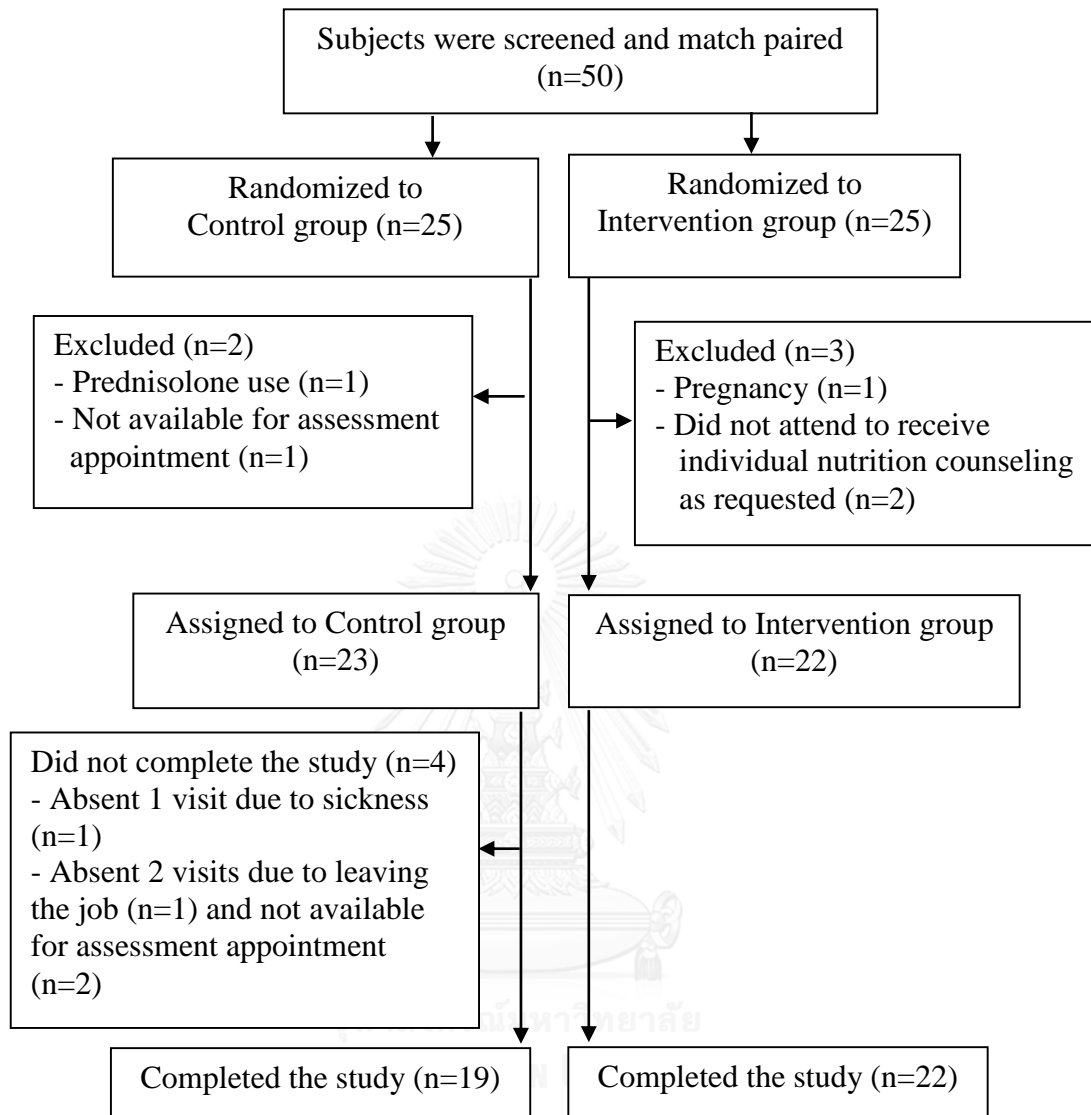 Subjects were screened and match paired
(n=50)
Randomized to
Control group (n=25)
Randomized to
Intervention group (n=25)
Excluded (n=2)
- Prednisolone use (n=1)
- Not available for assessment
appointment (n=1)
Excluded (n=3)
- Pregnancy (n=1)
- Did not attend to receive
individual nutrition counseling
as requested (n=2)
Assigned to Control group
(n=23)
Assigned to Intervention group
(n=22)
Did not complete the study (n=4)
- Absent 1 visit due to sickness
(n=1)
- Absent 2 visits due to leaving
the job (n=1) and not available
for assessment appointment
(n=2)
Completed the study (n=19)
Completed the study (n=22)